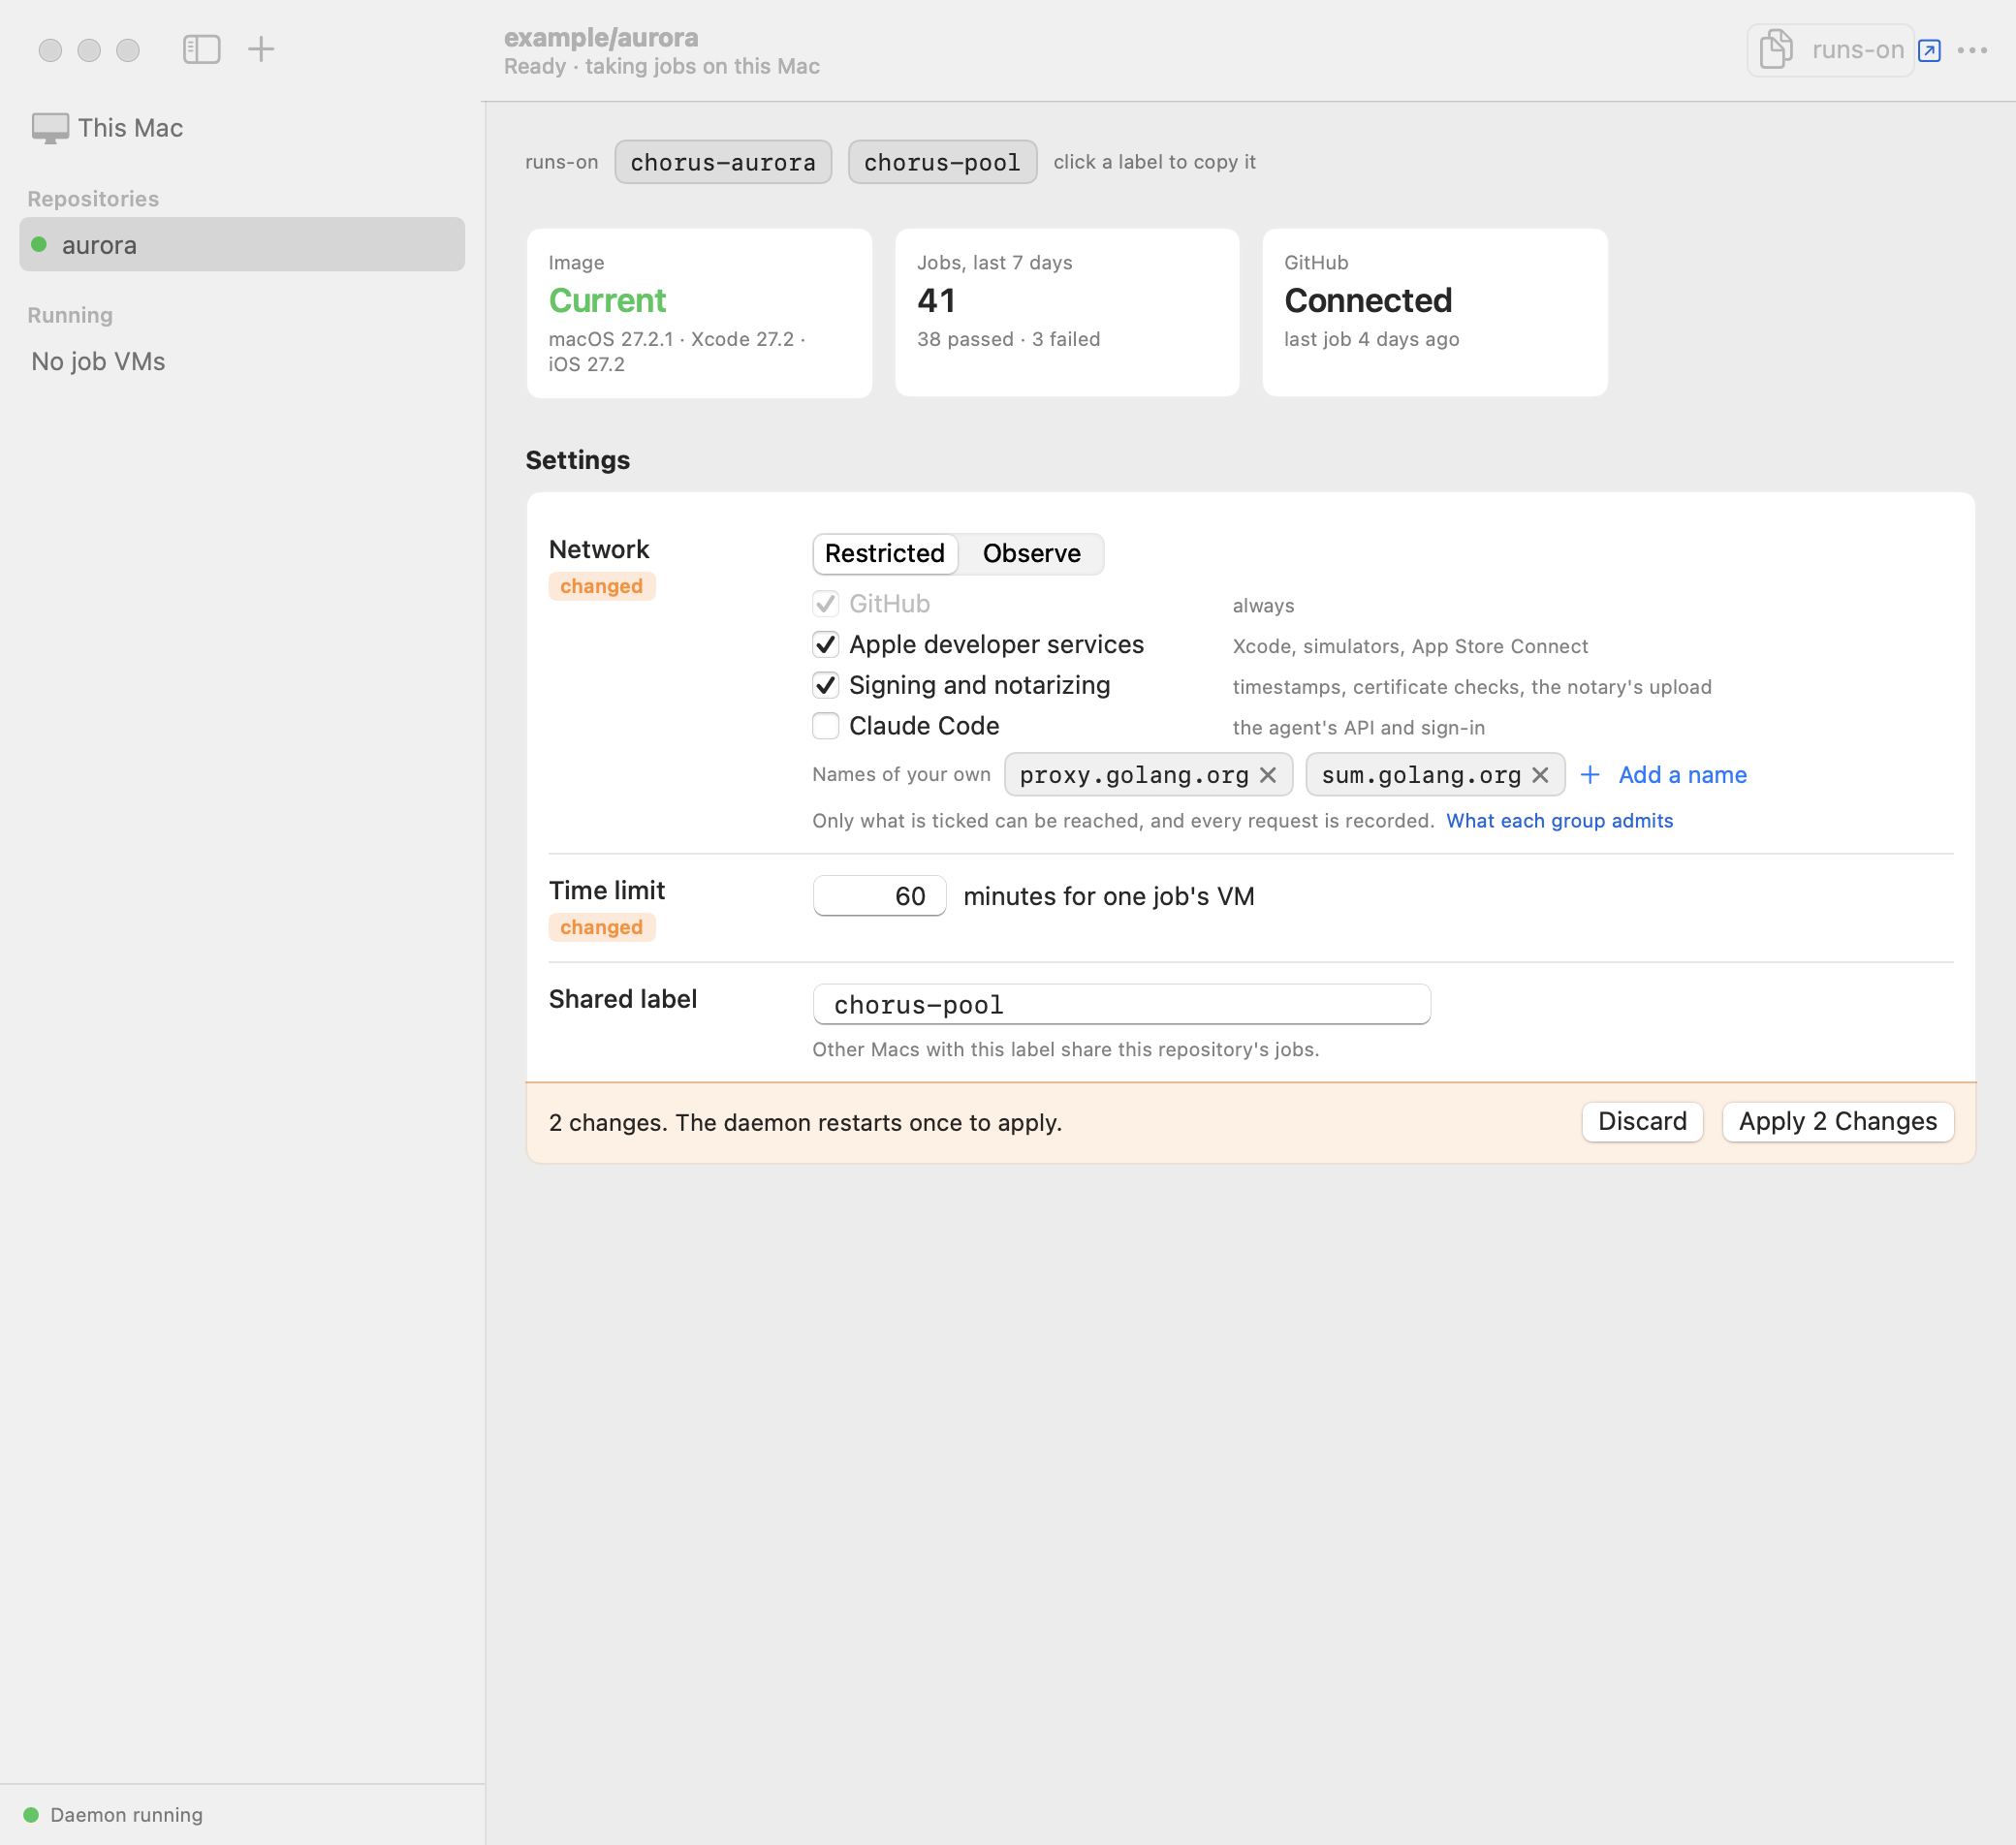 example/aurora
Ready · taking jobs on this Mac
runs-on
This Mac
Repositories
aurora
Running
No job VMs
Daemon running
runs-on chorus-aurora chorus-pool click a label to copy it
Image
Current
macOS 27.2.1 · Xcode 27.2 ·
iOS 27.2
Jobs, last 7 days
41
38 passed · 3 failed
GitHub
Connected
last job 4 days ago
Settings
Network
changed
Restricted Observe
GitHub always
Apple developer services Xcode, simulators, App Store Connect
Signing and notarizing timestamps, certificate checks, the notary's upload
Claude Code the agent's API and sign-in
Names of your own proxy.golang.org sum.golang.org Add a name
Only what is ticked can be reached, and every request is recorded. What each group admits
Time limit
changed
60 minutes for one job's VM
Shared label
chorus-pool
Other Macs with this label share this repository's jobs.
2 changes. The daemon restarts once to apply. Discard Apply 2 Changes